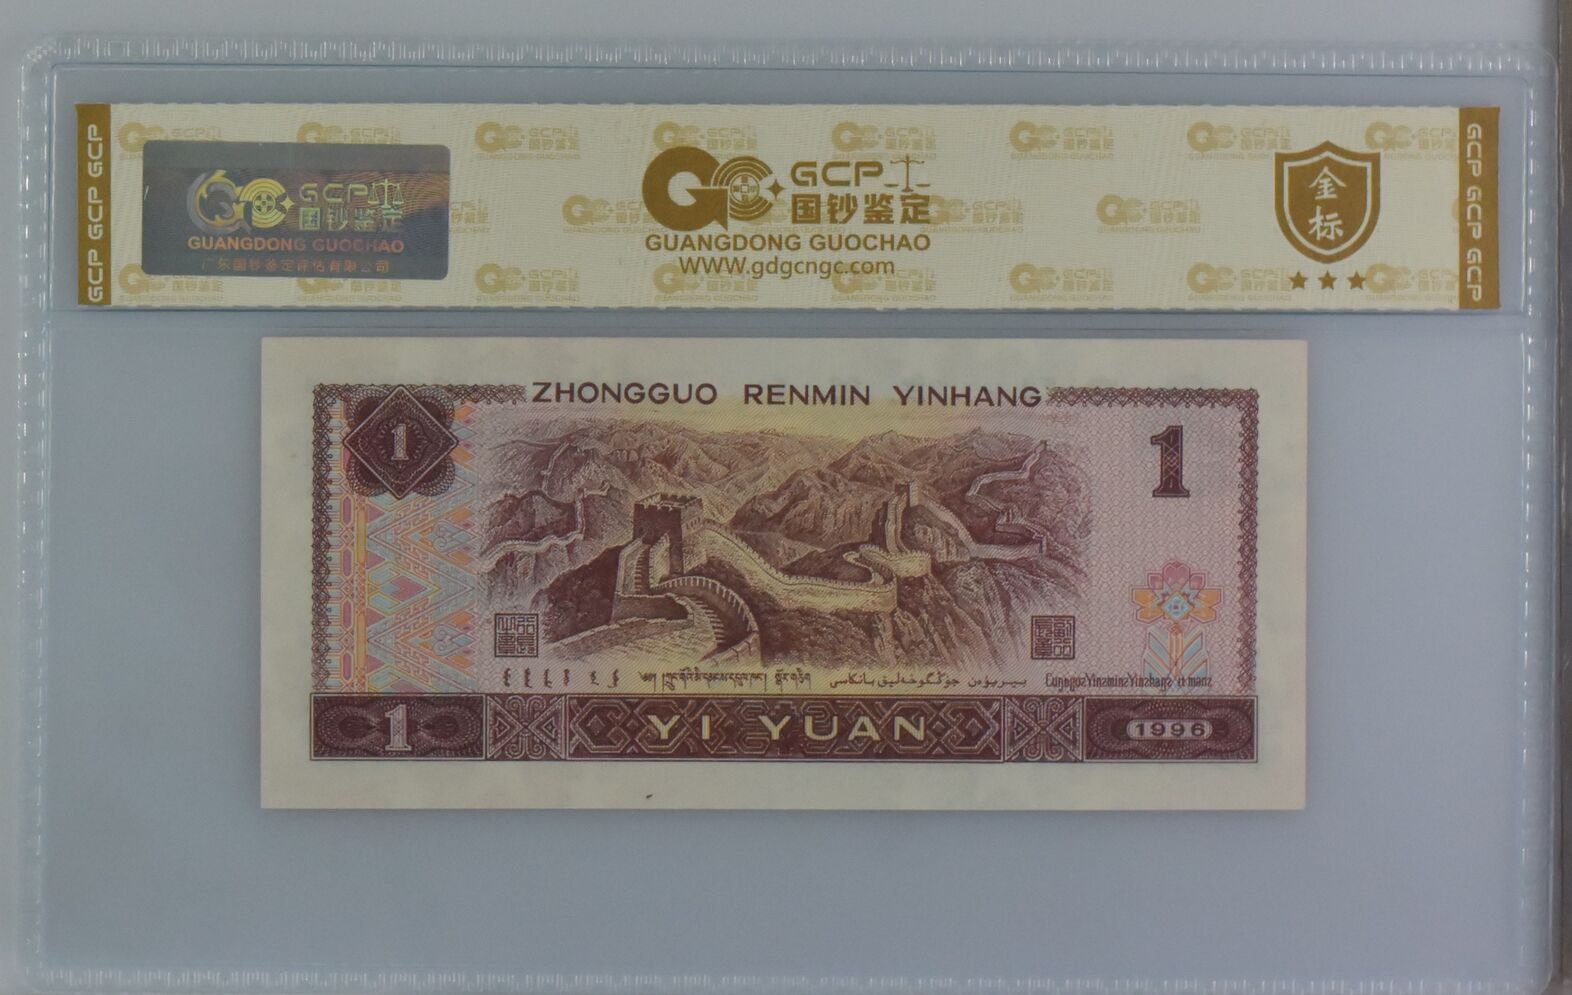 GCP GCP GCP
GCP
国钞鉴定
GUANGDONG GUOCHAO
广东国钞鉴定评估有限公司
GCP
国钞鉴定
GUANGDONG GUOCHAO
WWW.gdgcngc.com
金标
GCP GCP GCP
ZHONGGUO RENMIN YINHANG
1
1
1
YI YUAN
1996